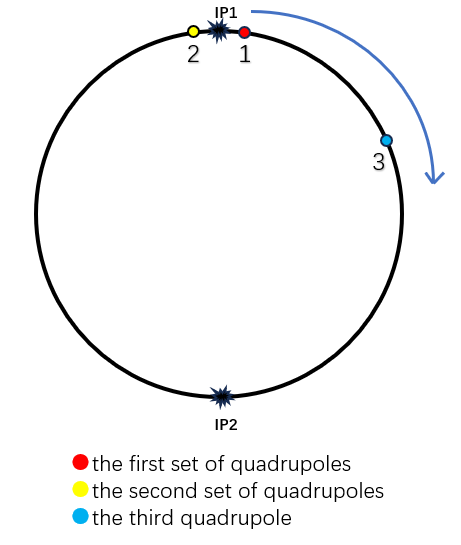 IP1
2
1
3
IP2
the first set of quadrupoles
the second set of quadrupoles
the third quadrupole